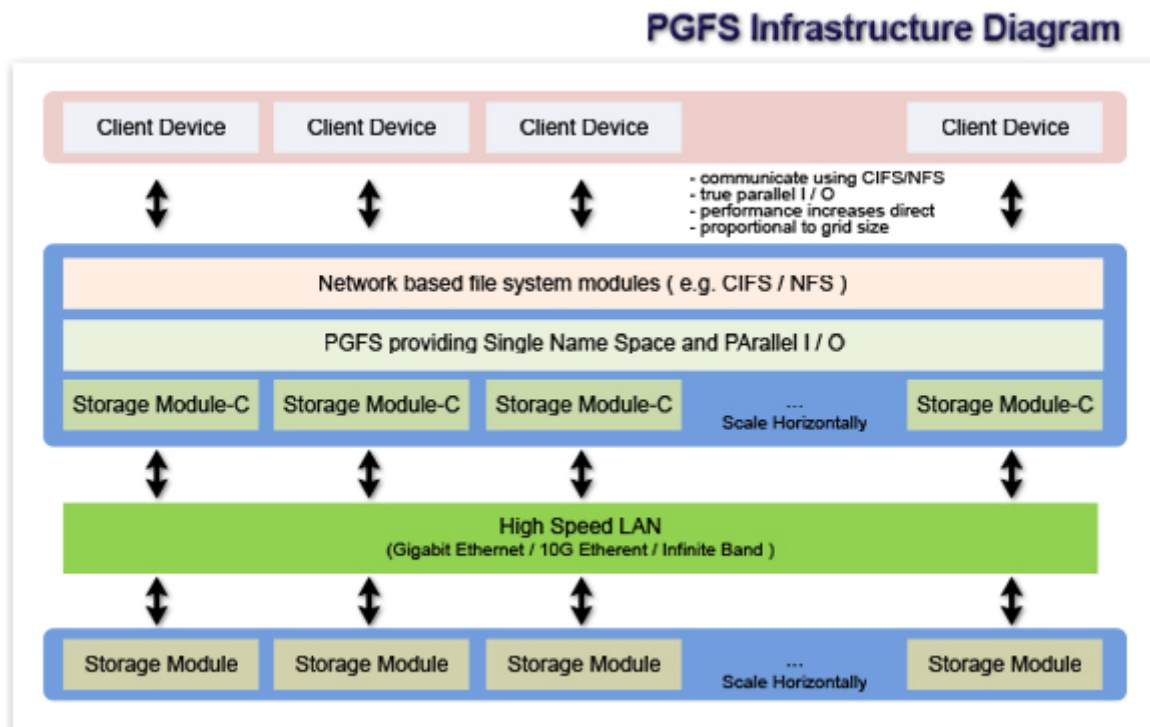 PGFS Infrastructure Diagram
Client Device
Client Device
Client Device
Client Device
- communicate using CIFS/NFS
- true parallel I / O
- performance increases direct
- proportional to grid size
Network based file system modules ( e.g. CIFS / NFS )
PGFS providing Single Name Space and PArallel I / O
Storage Module-C
Storage Module-C
Storage Module-C
...
Scale Horizontally
Storage Module-C
High Speed LAN
(Gigabit Ethernet / 10G Etherent / Infinite Band )
Storage Module
Storage Module
Storage Module
...
Scale Horizontally
Storage Module